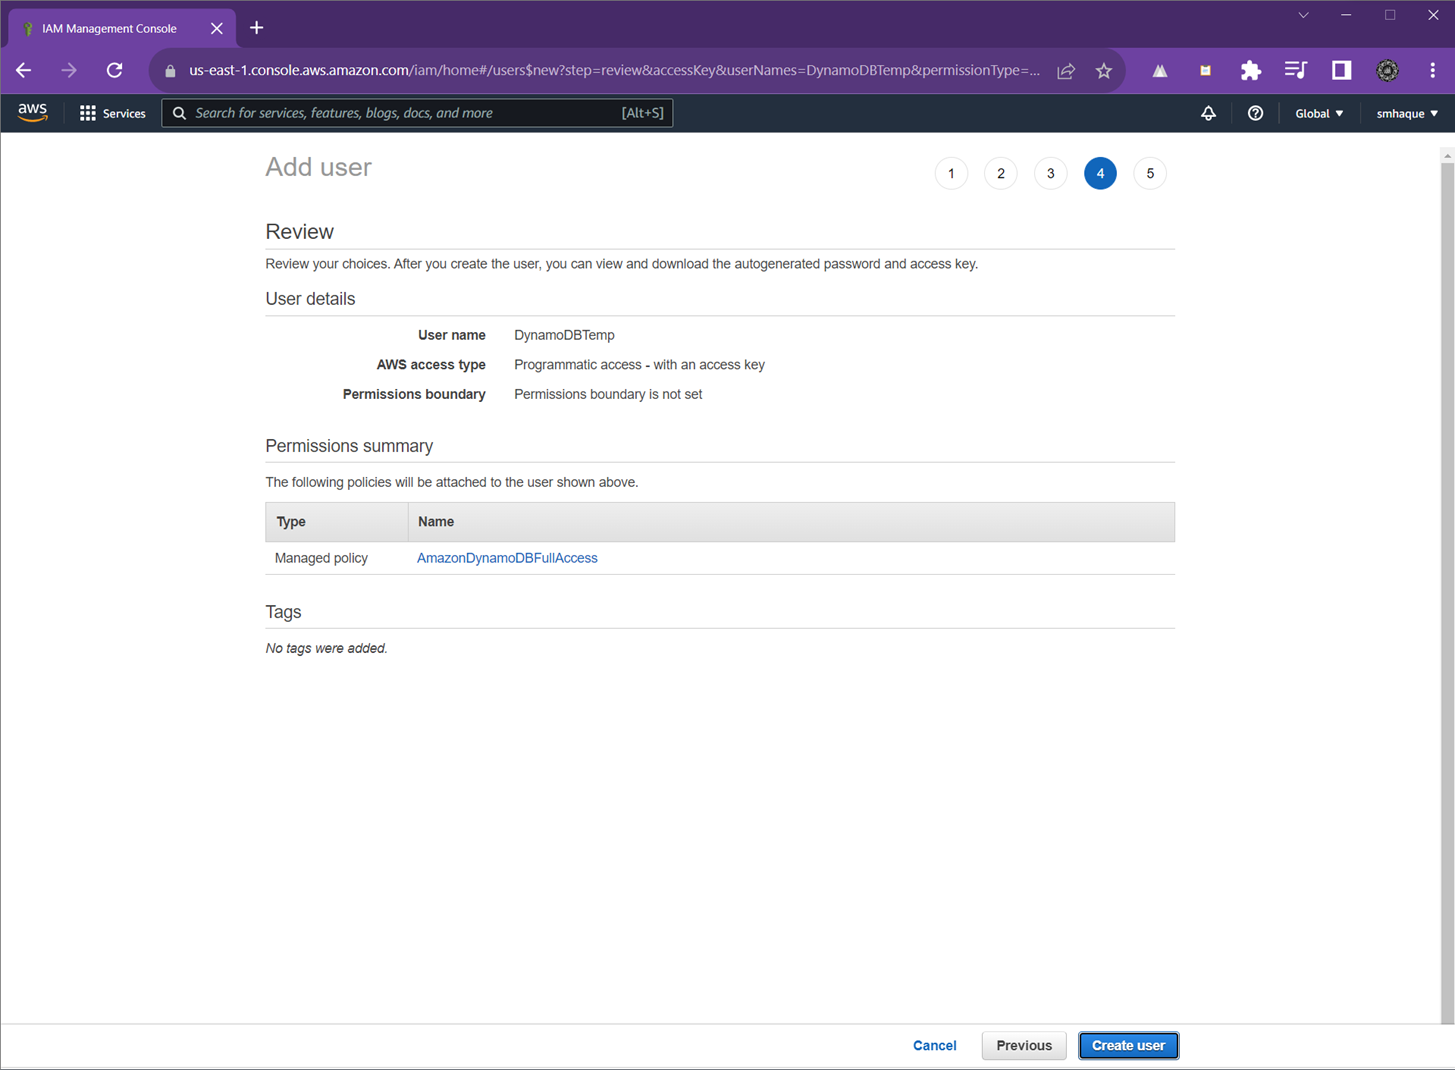 IAM Management Console
us-east-1.console.aws.amazon.com/iam/home#/users$new?step=review&accessKey&userNames=DynamoDBTemp&permissionType=...
aws
Services
Search for services, features, blogs, docs, and more
[Alt+S]
Global
smhaque
Add user
1
2
3
4
5
Review
Review your choices. After you create the user, you can view and download the autogenerated password and access key.
User details
User name DynamoDBTemp
AWS access type Programmatic access - with an access key
Permissions boundary Permissions boundary is not set
Permissions summary
The following policies will be attached to the user shown above.
Type Name
Managed policy AmazonDynamoDBFullAccess
Tags
No tags were added.
Cancel
Previous
Create user